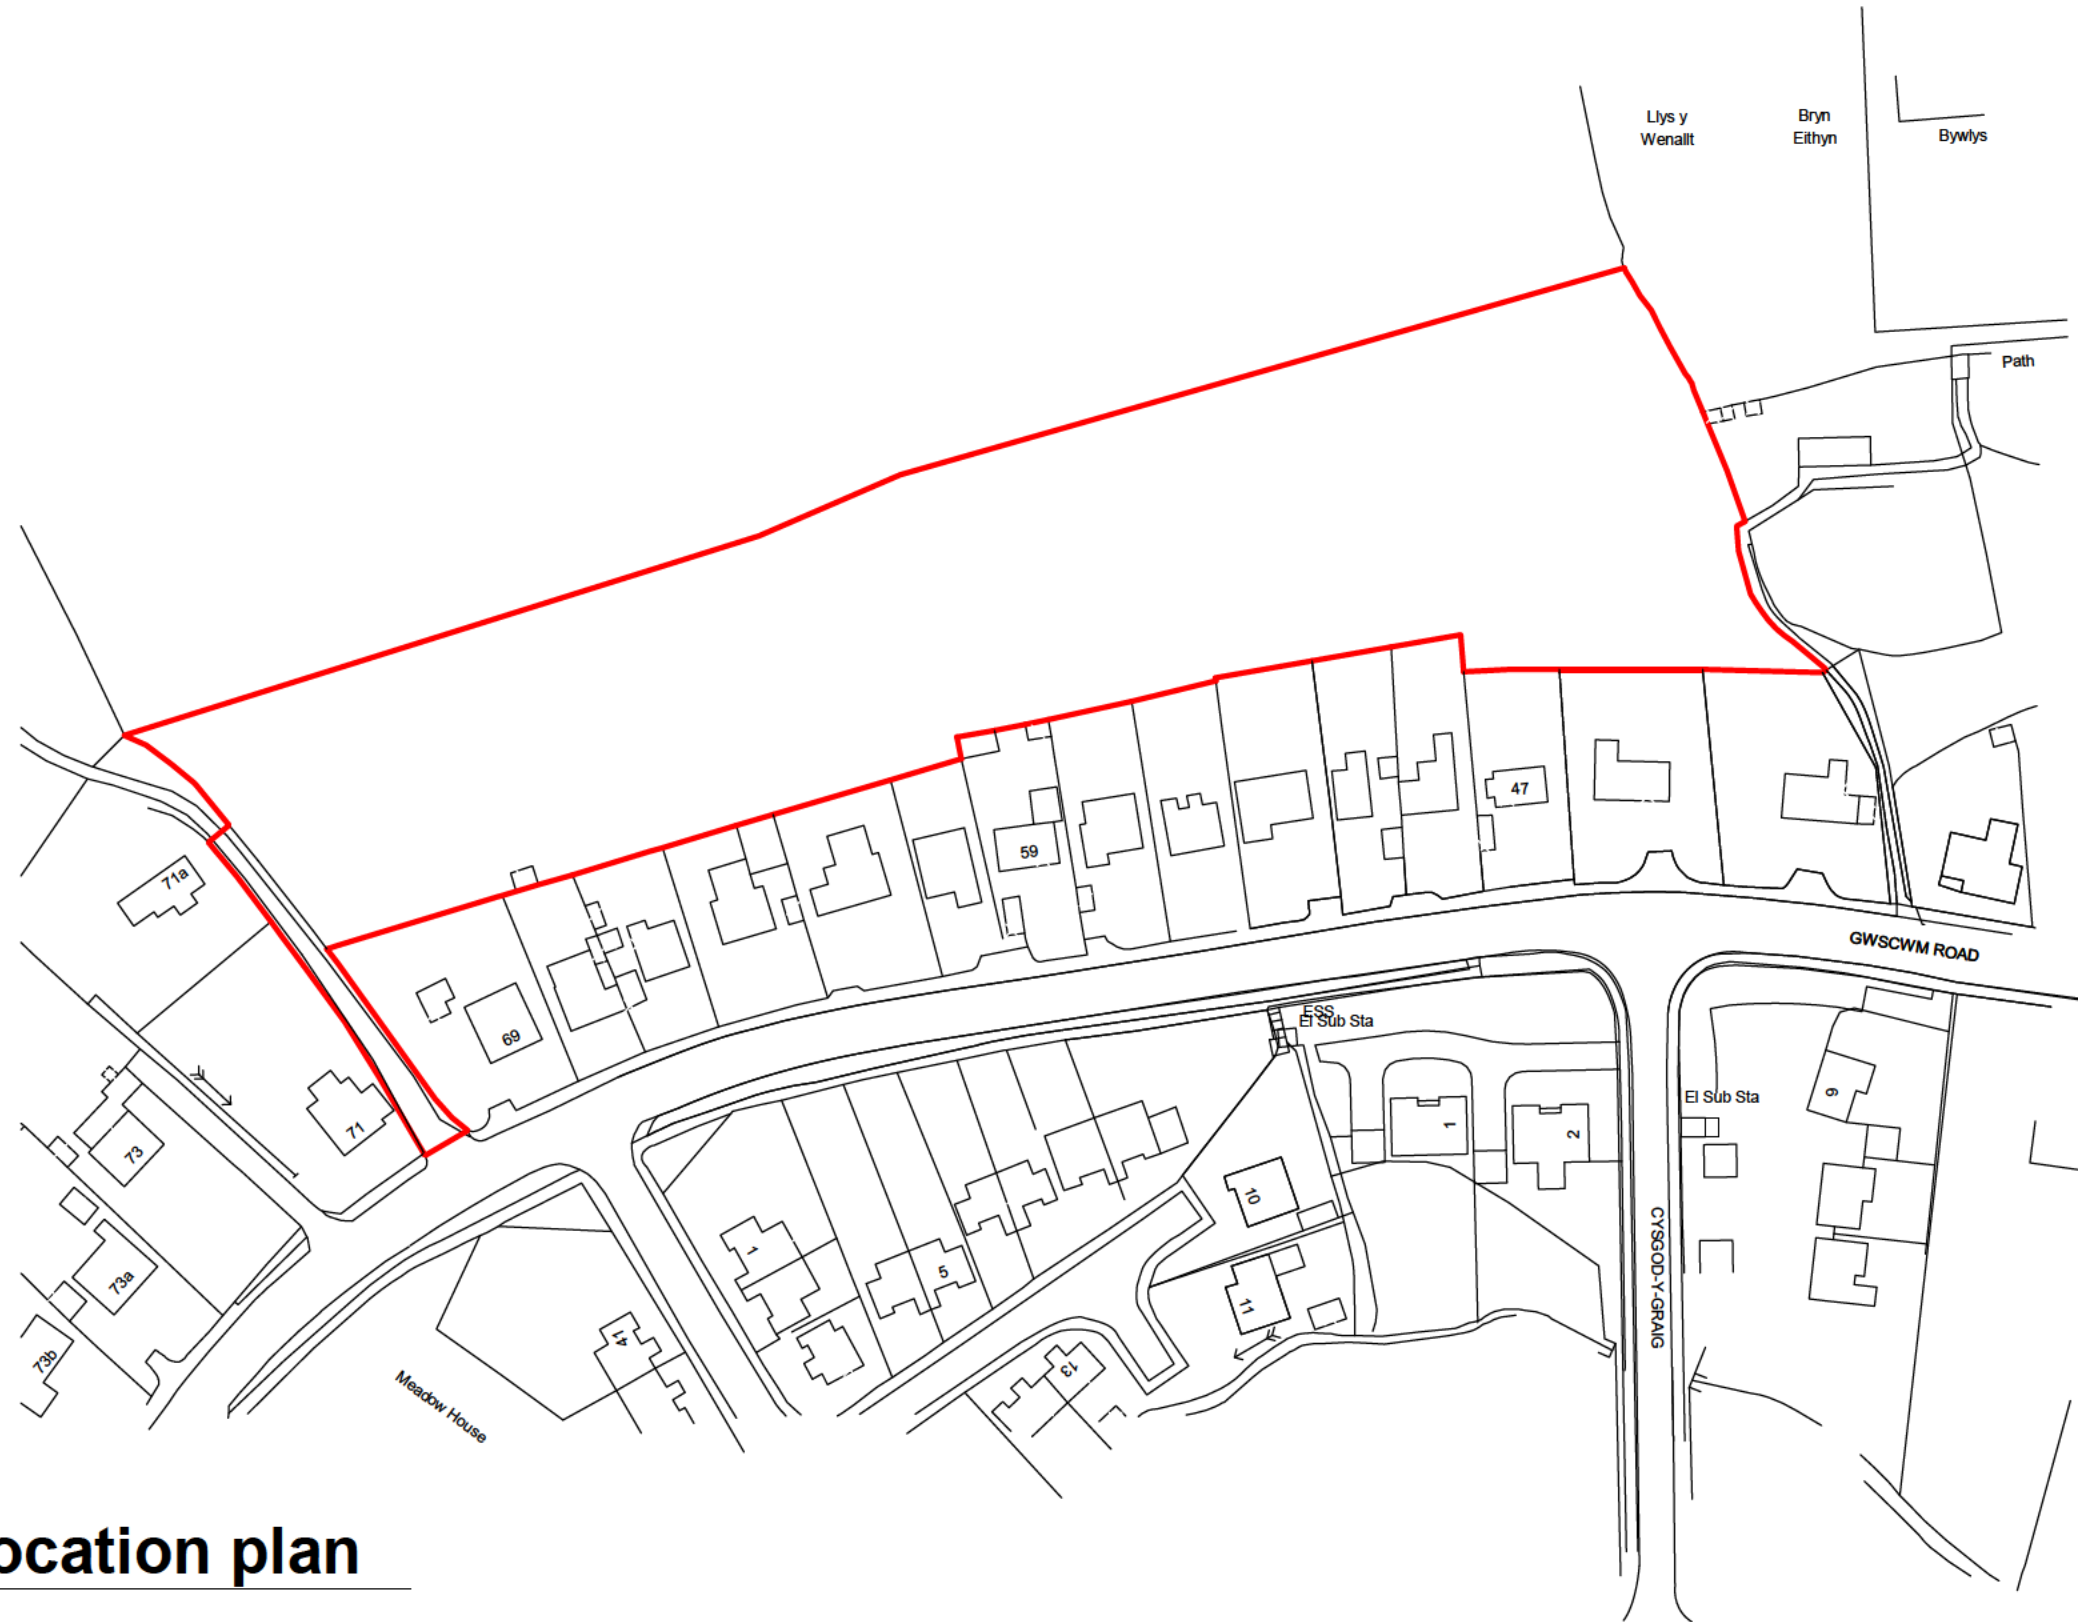 Llys y
Wenallt
Bryn
Eithyn
Bywlys
Path
47
59
71a
69
71
73
73a
73b
GWSCWM ROAD
ESS
El Sub Sta
El Sub Sta
1
2
9
10
11
1
5
41
13
Meadow House
CYSGOD-Y-GRAIG
ocation plan